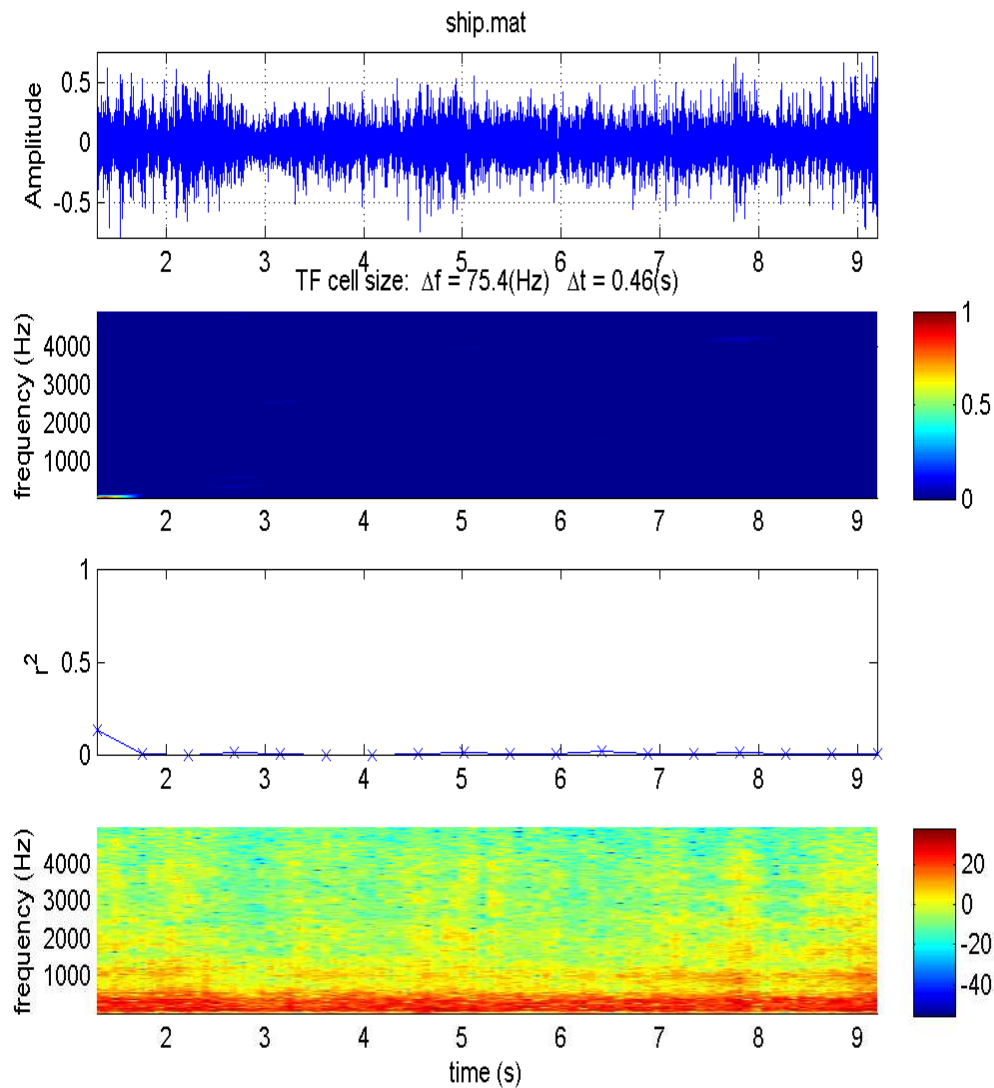 ship.mat
0.5
0
-0.5
Amplitude
2 3 4 5 6 7 8 9
TF cell size: Δf = 75.4(Hz) Δt = 0.46(s)
4000
3000
2000
1000
frequency (Hz)
2 3 4 5 6 7 8 9
1
0.5
0
1
0.5
0
r²
2 3 4 5 6 7 8 9
4000
3000
2000
1000
frequency (Hz)
2 3 4 5 6 7 8 9
time (s)
20
0
-20
-40